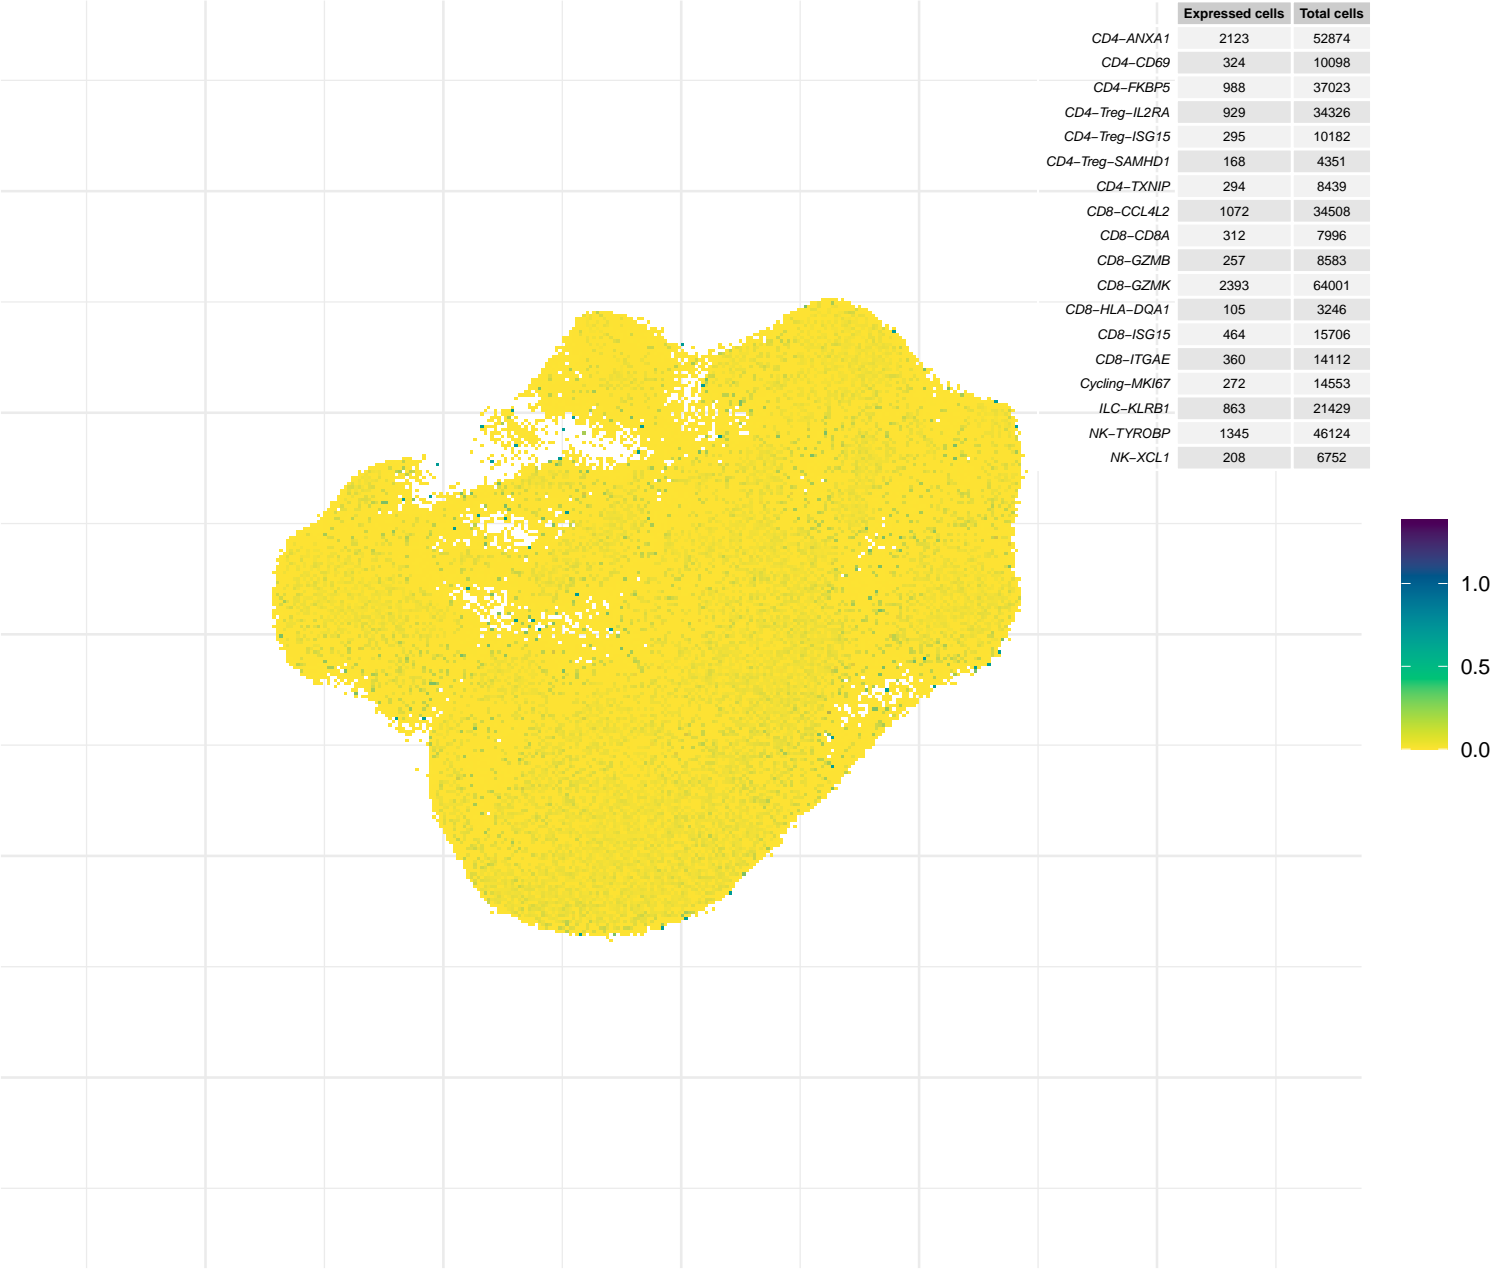 Expressed cells Total cells
CD4−ANXA1 2123 52874
CD4−CD69 324 10098
CD4−FKBP5 988 37023
CD4−Treg−IL2RA 929 34326
CD4−Treg−ISG15 295 10182
CD4−Treg−SAMHD1 168 4351
CD4−TXNIP 294 8439
CD8−CCL4L2 1072 34508
CD8−CD8A 312 7996
CD8−GZMB 257 8583
CD8−GZMK 2393 64001
CD8−HLA−DQA1 105 3246
CD8−ISG15 464 15706
CD8−ITGAE 360 14112
Cycling−MKI67 272 14553
ILC−KLRB1 863 21429
NK−TYROBP 1345 46124
NK−XCL1 208 6752
1.0
0.5
0.0